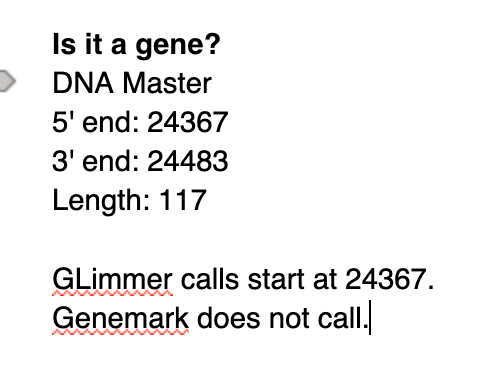 Is it a gene?
DNA Master
5' end: 24367
3' end: 24483
Length: 117
GLimmer calls start at 24367.
Genemark does not call.